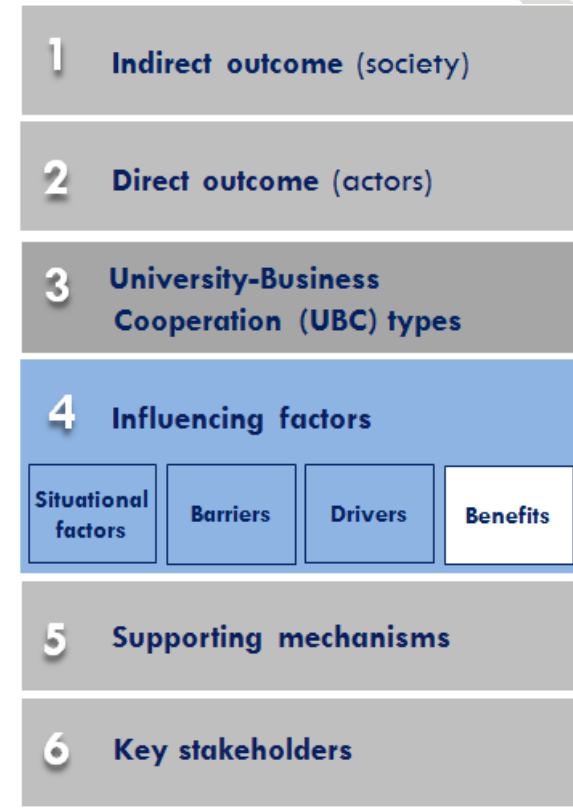 1 Indirect outcome (society)
2 Direct outcome (actors)
3 University-Business
Cooperation (UBC) types
4 Influencing factors
Situational
factors
Barriers
Drivers
Benefits
5 Supporting mechanisms
6 Key stakeholders